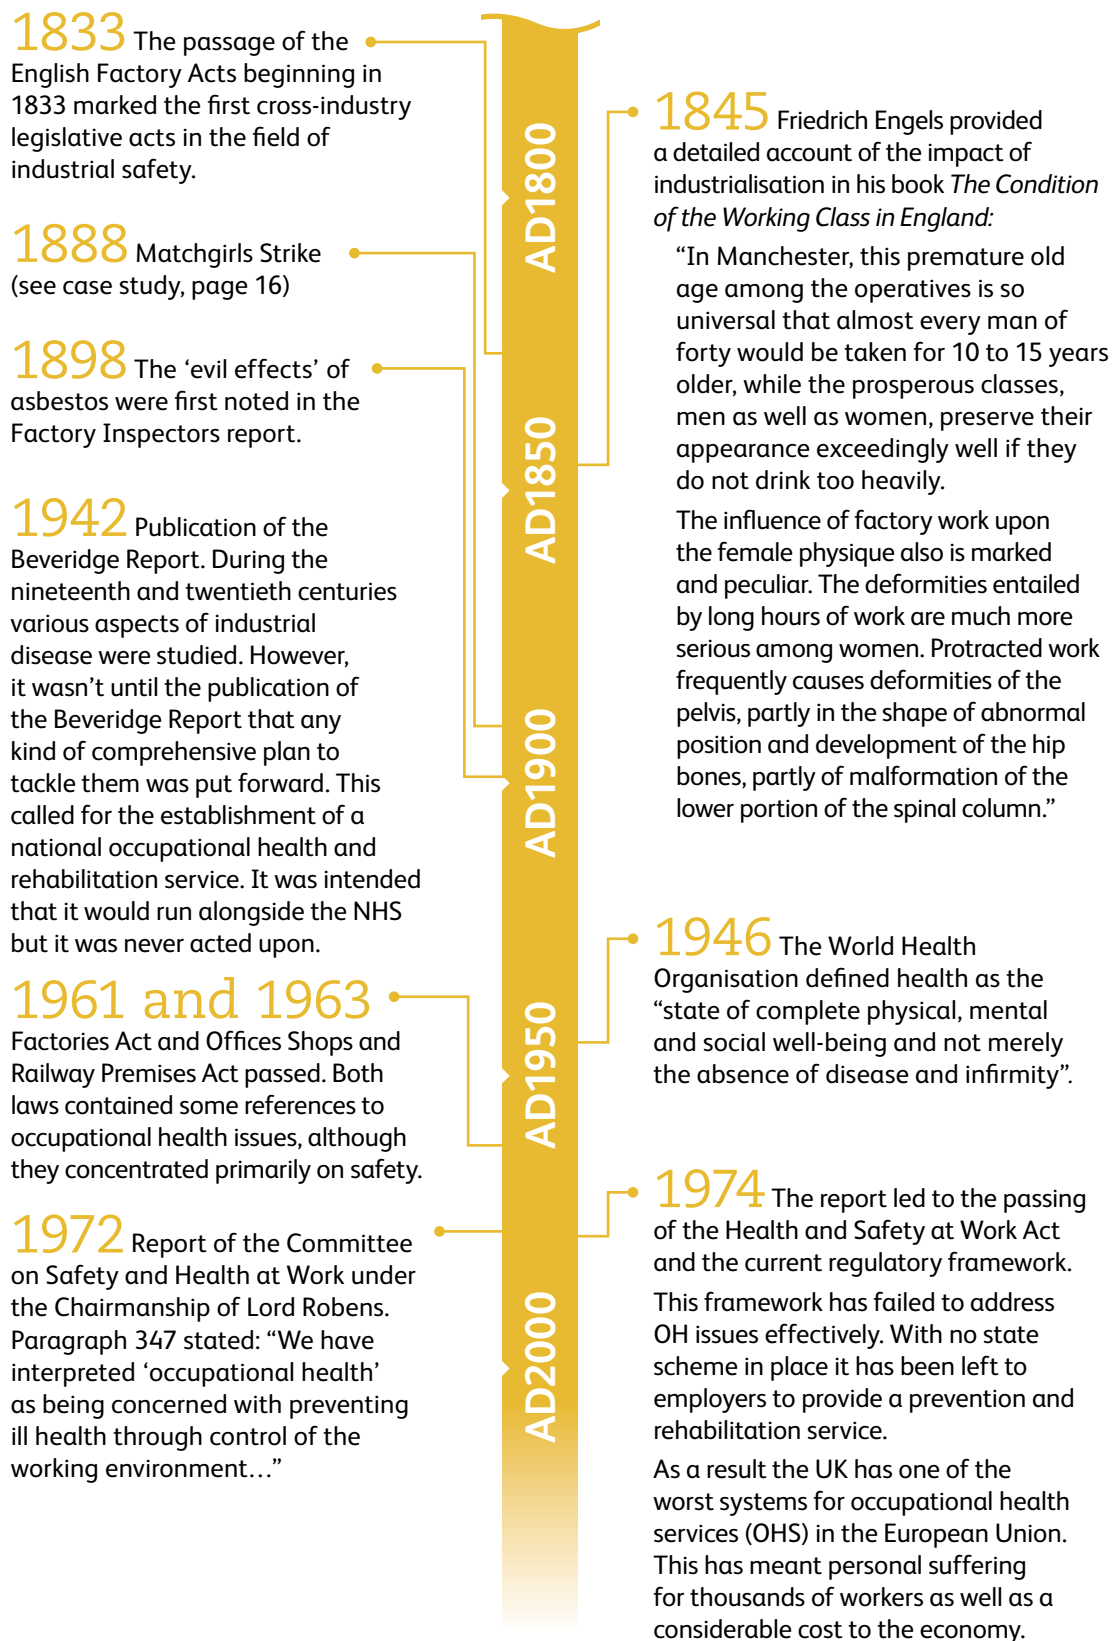 1833 The passage of the
English Factory Acts beginning in
1833 marked the first cross-industry
legislative acts in the field of
industrial safety.
1888 Matchgirls Strike
(see case study, page 16)
1898 The ‘evil effects’ of
asbestos were first noted in the
Factory Inspectors report.
1942 Publication of the
Beveridge Report. During the
nineteenth and twentieth centuries
various aspects of industrial
disease were studied. However,
it wasn’t until the publication of
the Beveridge Report that any
kind of comprehensive plan to
tackle them was put forward. This
called for the establishment of a
national occupational health and
rehabilitation service. It was intended
that it would run alongside the NHS
but it was never acted upon.
1961 and 1963
Factories Act and Offices Shops and
Railway Premises Act passed. Both
laws contained some references to
occupational health issues, although
they concentrated primarily on safety.
1972 Report of the Committee
on Safety and Health at Work under
the Chairmanship of Lord Robens.
Paragraph 347 stated: “We have
interpreted ‘occupational health’
as being concerned with preventing
ill health through control of the
working environment…”
AD1800
AD1850
AD1900
AD1950
AD2000
1845 Friedrich Engels provided
a detailed account of the impact of
industrialisation in his book The Condition
of the Working Class in England:
“In Manchester, this premature old
age among the operatives is so
universal that almost every man of
forty would be taken for 10 to 15 years
older, while the prosperous classes,
men as well as women, preserve their
appearance exceedingly well if they
do not drink too heavily.
The influence of factory work upon
the female physique also is marked
and peculiar. The deformities entailed
by long hours of work are much more
serious among women. Protracted work
frequently causes deformities of the
pelvis, partly in the shape of abnormal
position and development of the hip
bones, partly of malformation of the
lower portion of the spinal column.”
1946 The World Health
Organisation defined health as the
“state of complete physical, mental
and social well-being and not merely
the absence of disease and infirmity”.
1974 The report led to the passing
of the Health and Safety at Work Act
and the current regulatory framework.
This framework has failed to address
OH issues effectively. With no state
scheme in place it has been left to
employers to provide a prevention and
rehabilitation service.
As a result the UK has one of the
worst systems for occupational health
services (OHS) in the European Union.
This has meant personal suffering
for thousands of workers as well as a
considerable cost to the economy.